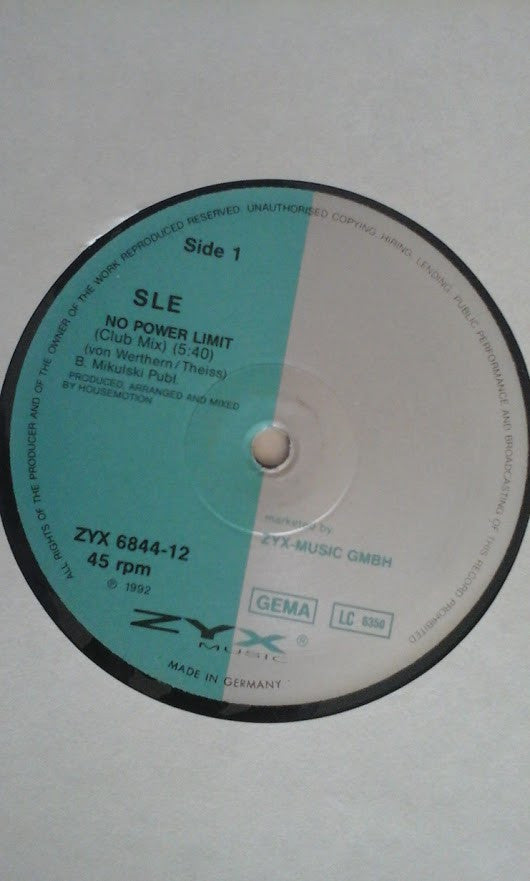 ALL RIGHTS OF THE PRODUCER AND OF THE OWNER OF THE WORK REPRODUCED RESERVED. UNAUTHORISED COPYING, HIRING, LENDING, PUBLIC PERFORMANCE AND BROADCASTING OF THIS RECORD PROHIBITED
Side 1
SLE
NO POWER LIMIT
(Club Mix) (5:40)
(von Werthern/Theiss)
B. Mikulski Publ.
PRODUCED, ARRANGED AND MIXED
BY HOUSEMOTION
marketed by
ZYX-MUSIC GMBH
ZYX 6844-12
45 rpm
℗ 1992
GEMA
LC 6350
ZYX ®
MUSIC
MADE IN GERMANY